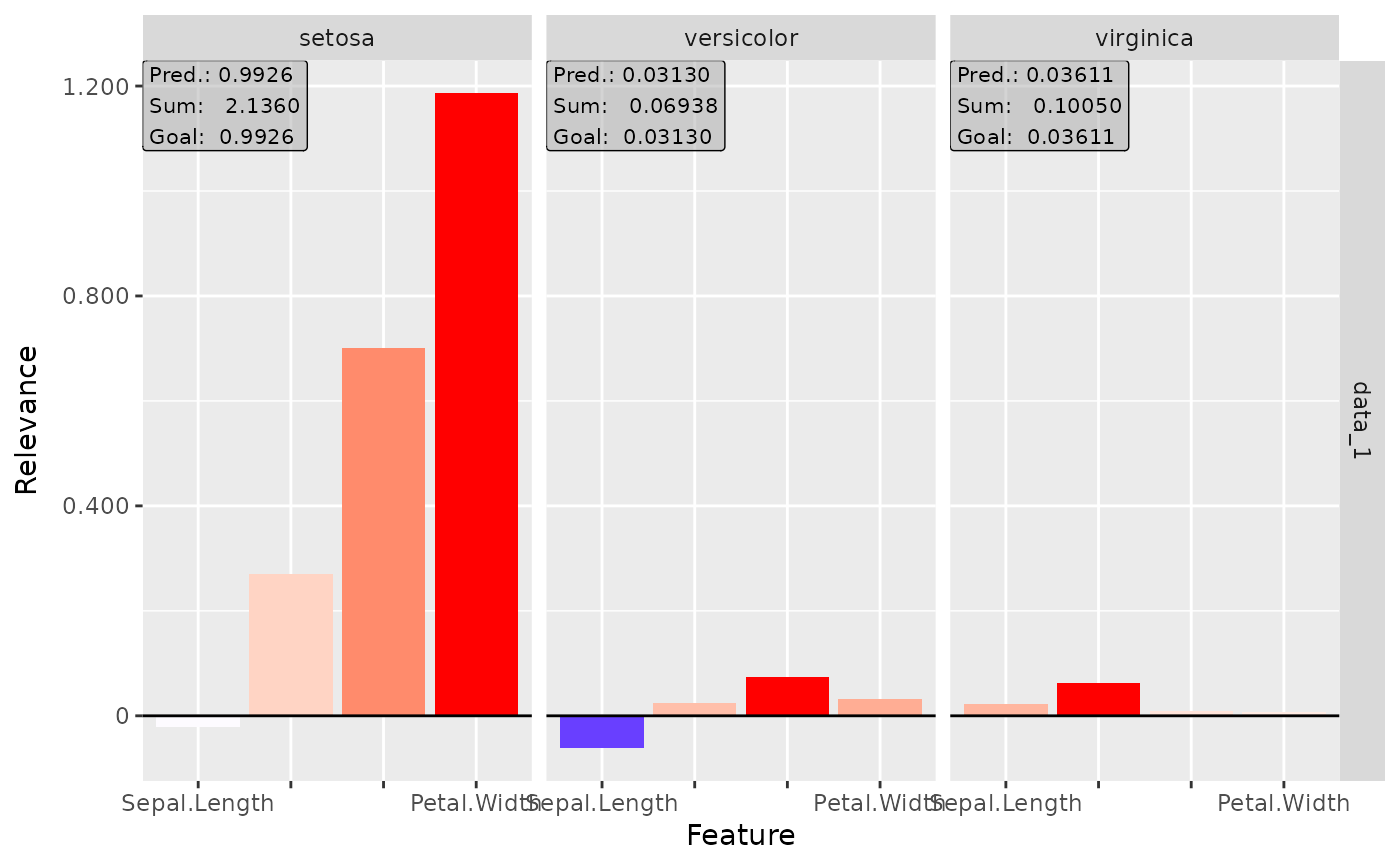 setosa
versicolor
virginica
Pred.: 0.9926
Sum: 2.1360
Goal: 0.9926
Pred.: 0.03130
Sum: 0.06938
Goal: 0.03130
Pred.: 0.03611
Sum: 0.10050
Goal: 0.03611
1.200
0.800
0.400
0
Relevance
data_1
Sepal.Length
Petal.Width
Sepal.Length
Petal.Width
Sepal.Length
Petal.Width
Feature